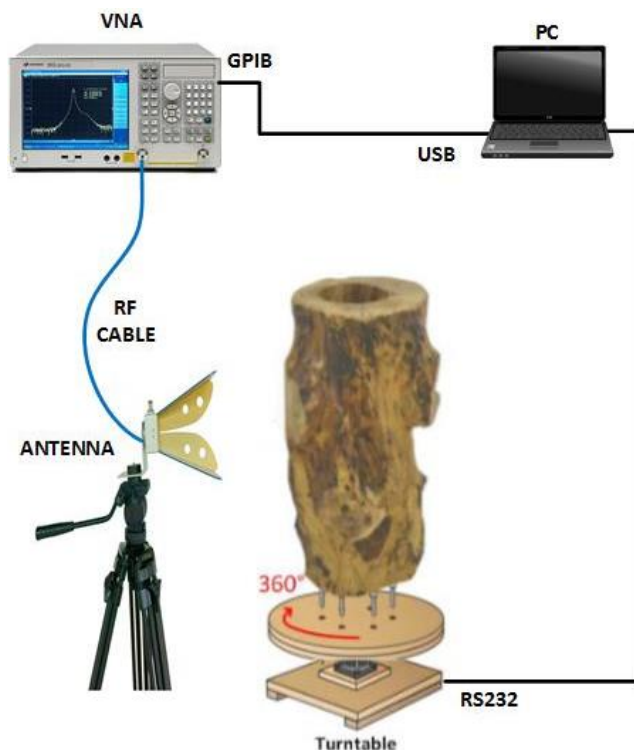 VNA
PC
GPIB
USB
RF
CABLE
ANTENNA
360°
RS232
Turntable